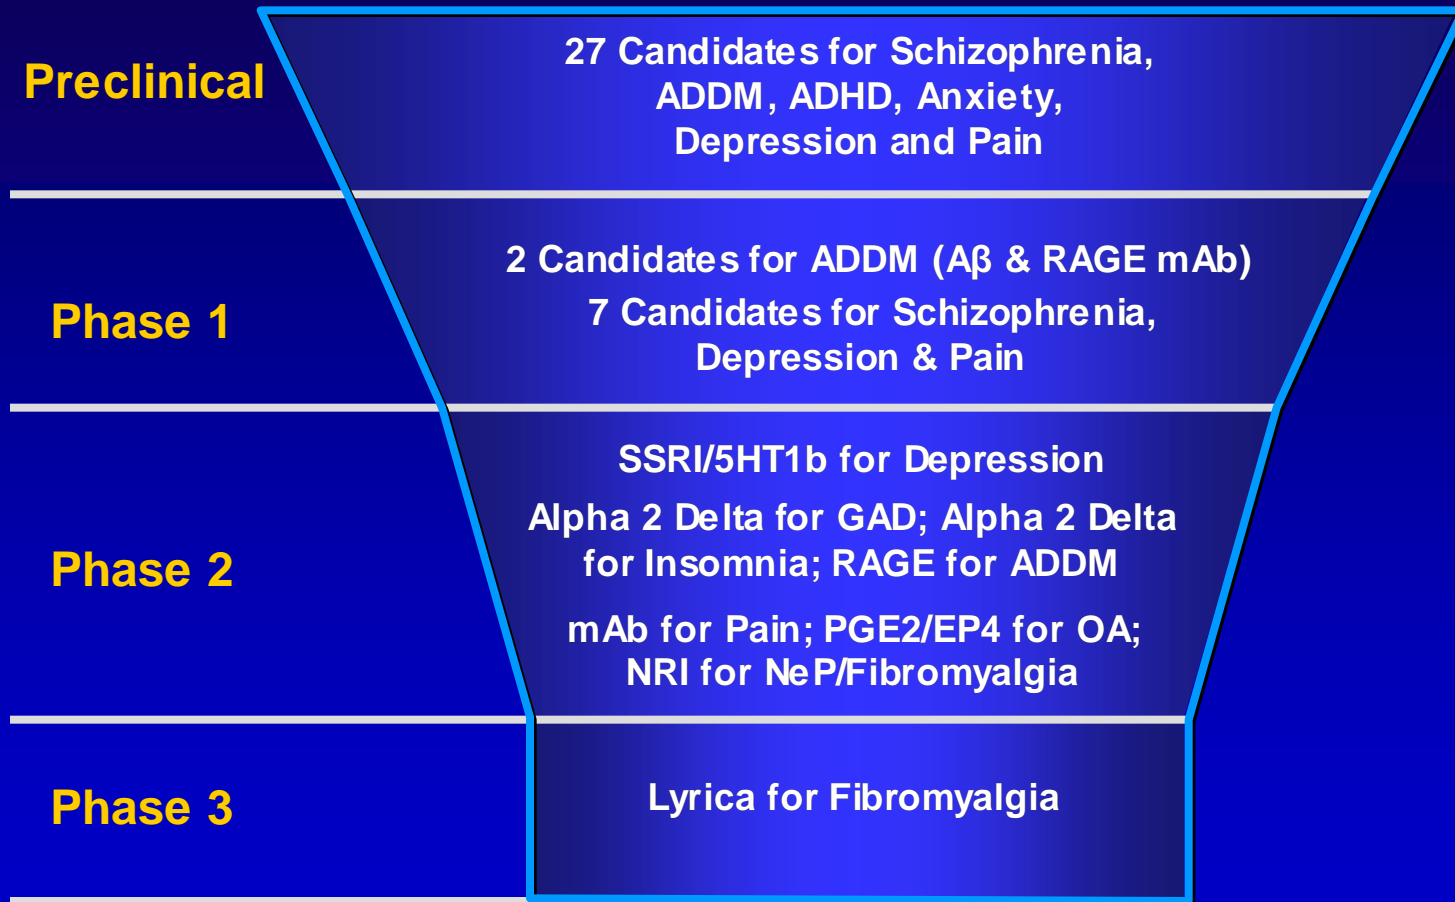 Preclinical
27 Candidates for Schizophrenia,
ADDM, ADHD, Anxiety,
Depression and Pain
Phase 1
2 Candidates for ADDM (Aβ & RAGE mAb)
7 Candidates for Schizophrenia,
Depression & Pain
Phase 2
SSRI/5HT1b for Depression
Alpha 2 Delta for GAD; Alpha 2 Delta
for Insomnia; RAGE for ADDM
mAb for Pain; PGE2/EP4 for OA;
NRI for NeP/Fibromyalgia
Phase 3
Lyrica for Fibromyalgia